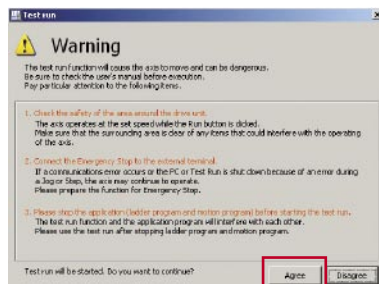 Test run
Warning
The test run function will cause the axis to move and can be dangerous.
Be sure to check the user's manual before execution.
Pay particular attention to the following items.
1. Check the safety of the area around the drive unit.
The axis operates at the set speed while the Run button is clicked.
Make sure that the surrounding area is clear of any items that could interfere with the operating
of the axis.
2. Connect the Emergency Stop to the external terminal.
If a communications error occurs or the PC or Test Run is shut down because of an error during
a Jog or Step, the axis may continue to operate.
Please prepare the function for Emergency Stop.
3. Please stop the application (ladder program and motion program) before starting the test run.
The test run function and the application program will interfere with each other.
Please use the test run after stopping ladder program and motion program.
Test run will be started. Do you want to continue?
Agree
Disagree